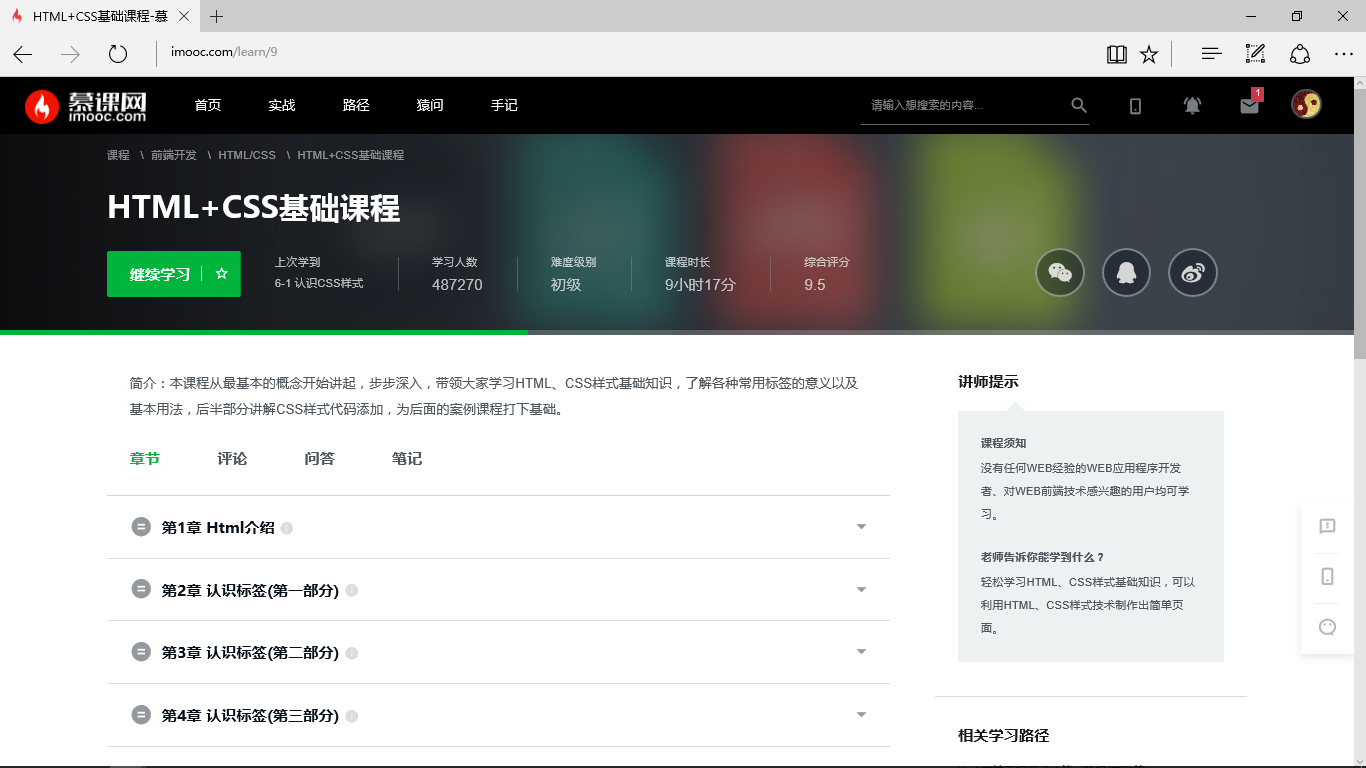 HTML+CSS基础课程-慕
imooc.com/learn/9
慕课网
imooc.com
首页 实战 路径 猿问 手记
请输入想搜索的内容...
1
课程 \ 前端开发 \ HTML/CSS \ HTML+CSS基础课程
HTML+CSS基础课程
继续学习
上次学到
6-1 认识CSS样式
学习人数
487270
难度级别
初级
课程时长
9小时17分
综合评分
9.5
简介：本课程从最基本的概念开始讲起，步步深入，带领大家学习HTML、CSS样式基础知识，了解各种常用标签的意义以及
基本用法，后半部分讲解CSS样式代码添加，为后面的案例课程打下基础。
章节 评论 问答 笔记
第1章 Html介绍
第2章 认识标签(第一部分)
第3章 认识标签(第二部分)
第4章 认识标签(第三部分)
讲师提示
课程须知
没有任何WEB经验的WEB应用程序开发
者、对WEB前端技术感兴趣的用户均可学
习。
老师告诉你能学到什么？
轻松学习HTML、CSS样式基础知识，可以
利用HTML、CSS样式技术制作出简单页
面。
相关学习路径